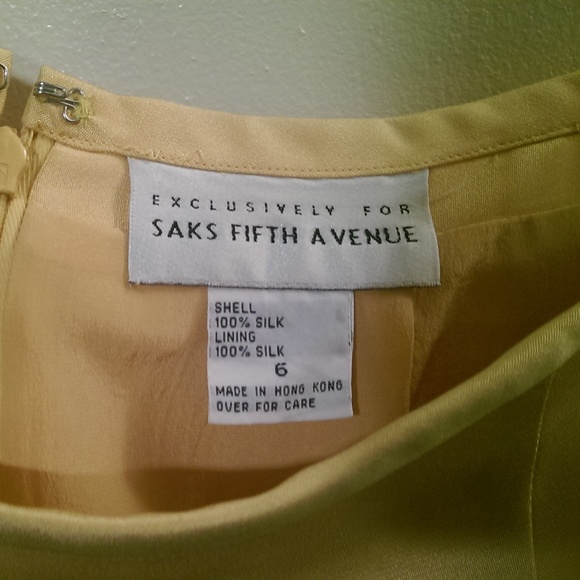 EXCLUSIVELY FOR
SAKS FIFTH AVENUE
SHELL
100% SILK
LINING
100% SILK
6
MADE IN HONG KONG
OVER FOR CARE